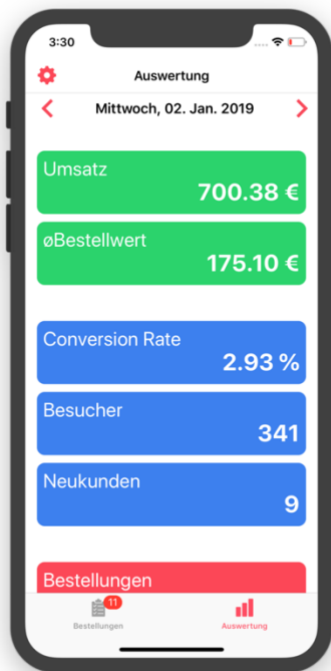 3:30
Auswertung
Mittwoch, 02. Jan. 2019
Umsatz
700.38 €
øBestellwert
175.10 €
Conversion Rate
2.93 %
Besucher
341
Neukunden
9
Bestellungen
11
Bestellungen
Auswertung